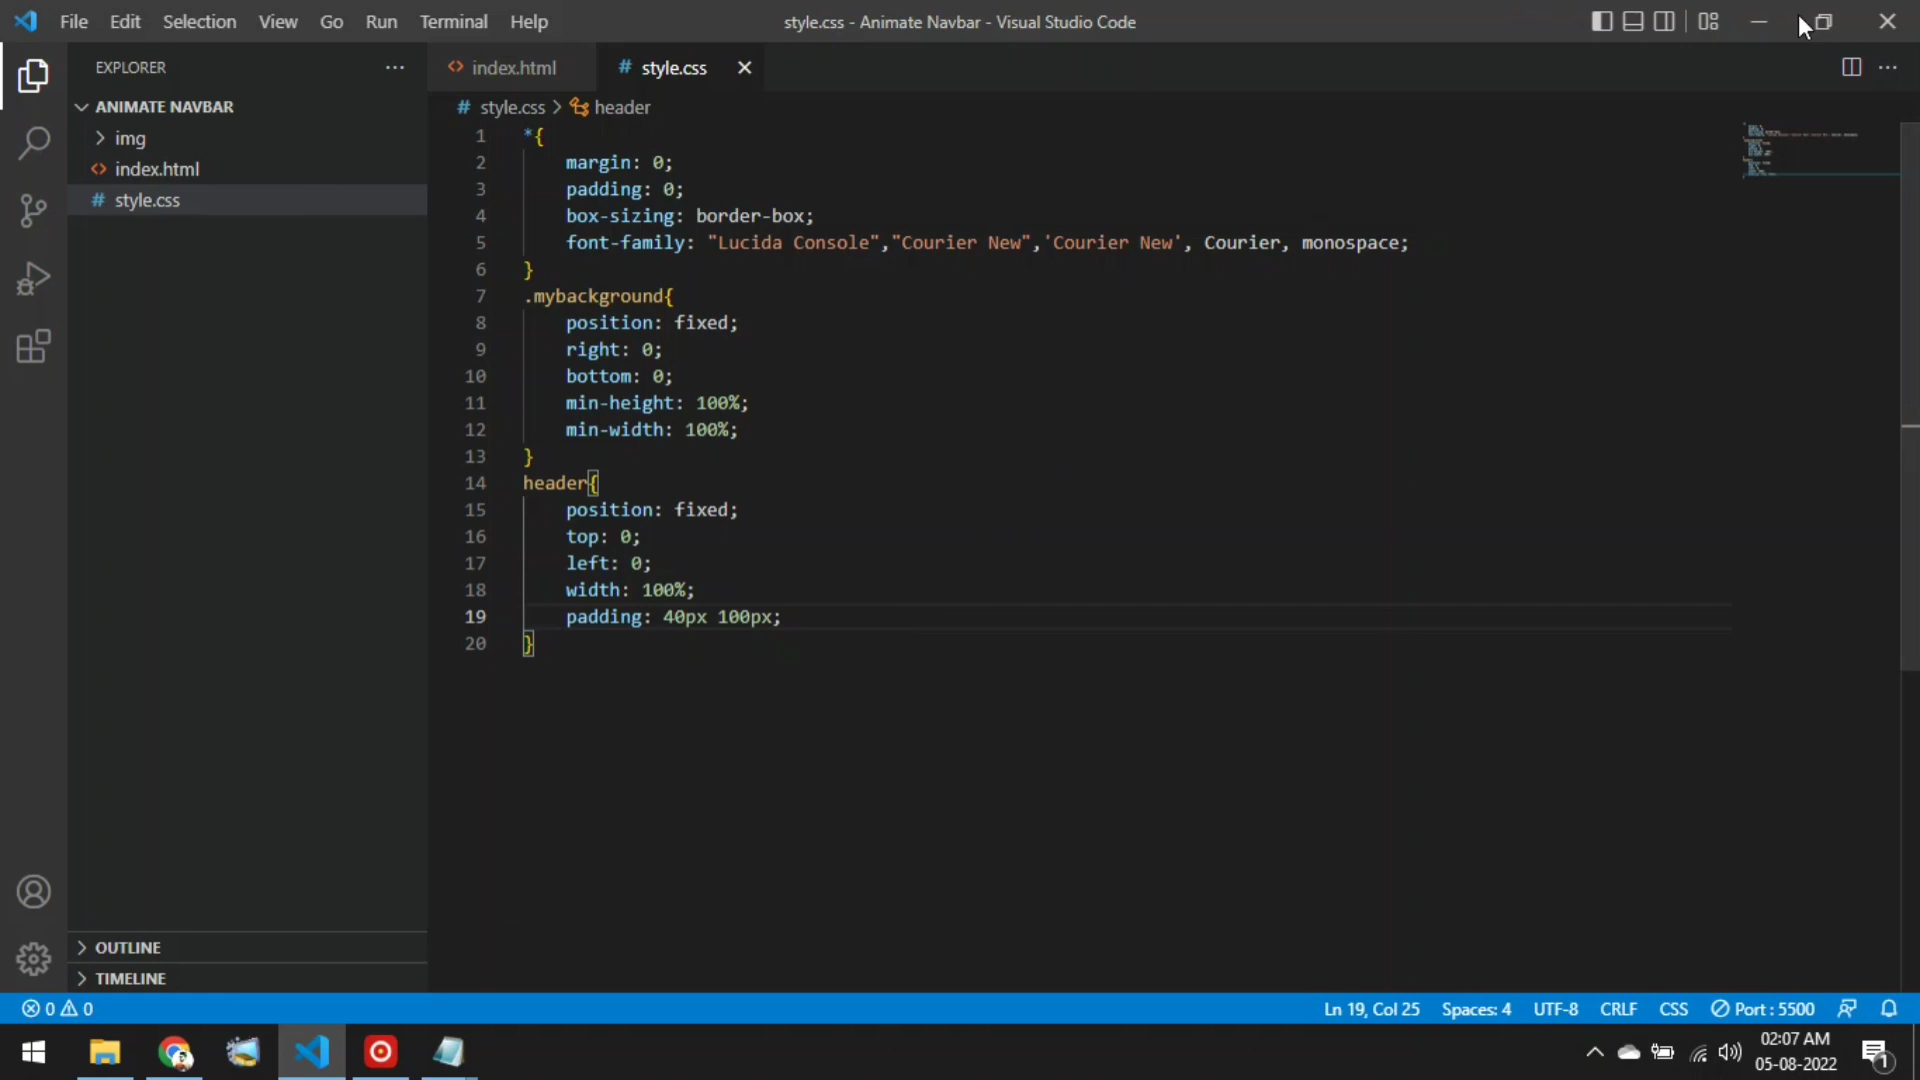 File Edit Selection View Go Run Terminal Help
style.css - Animate Navbar - Visual Studio Code
EXPLORER
ANIMATE NAVBAR
img
index.html
style.css
OUTLINE
TIMELINE
index.html
style.css
style.css > header
1 *{
2 margin: 0;
3 padding: 0;
4 box-sizing: border-box;
5 font-family: "Lucida Console","Courier New",'Courier New', Courier, monospace;
6 }
7 .mybackground{
8 position: fixed;
9 right: 0;
10 bottom: 0;
11 min-height: 100%;
12 min-width: 100%;
13 }
14 header{
15 position: fixed;
16 top: 0;
17 left: 0;
18 width: 100%;
19 padding: 40px 100px;
20 }
0 0
Ln 19, Col 25 Spaces: 4 UTF-8 CRLF CSS Port : 5500
02:07 AM
05-08-2022
1